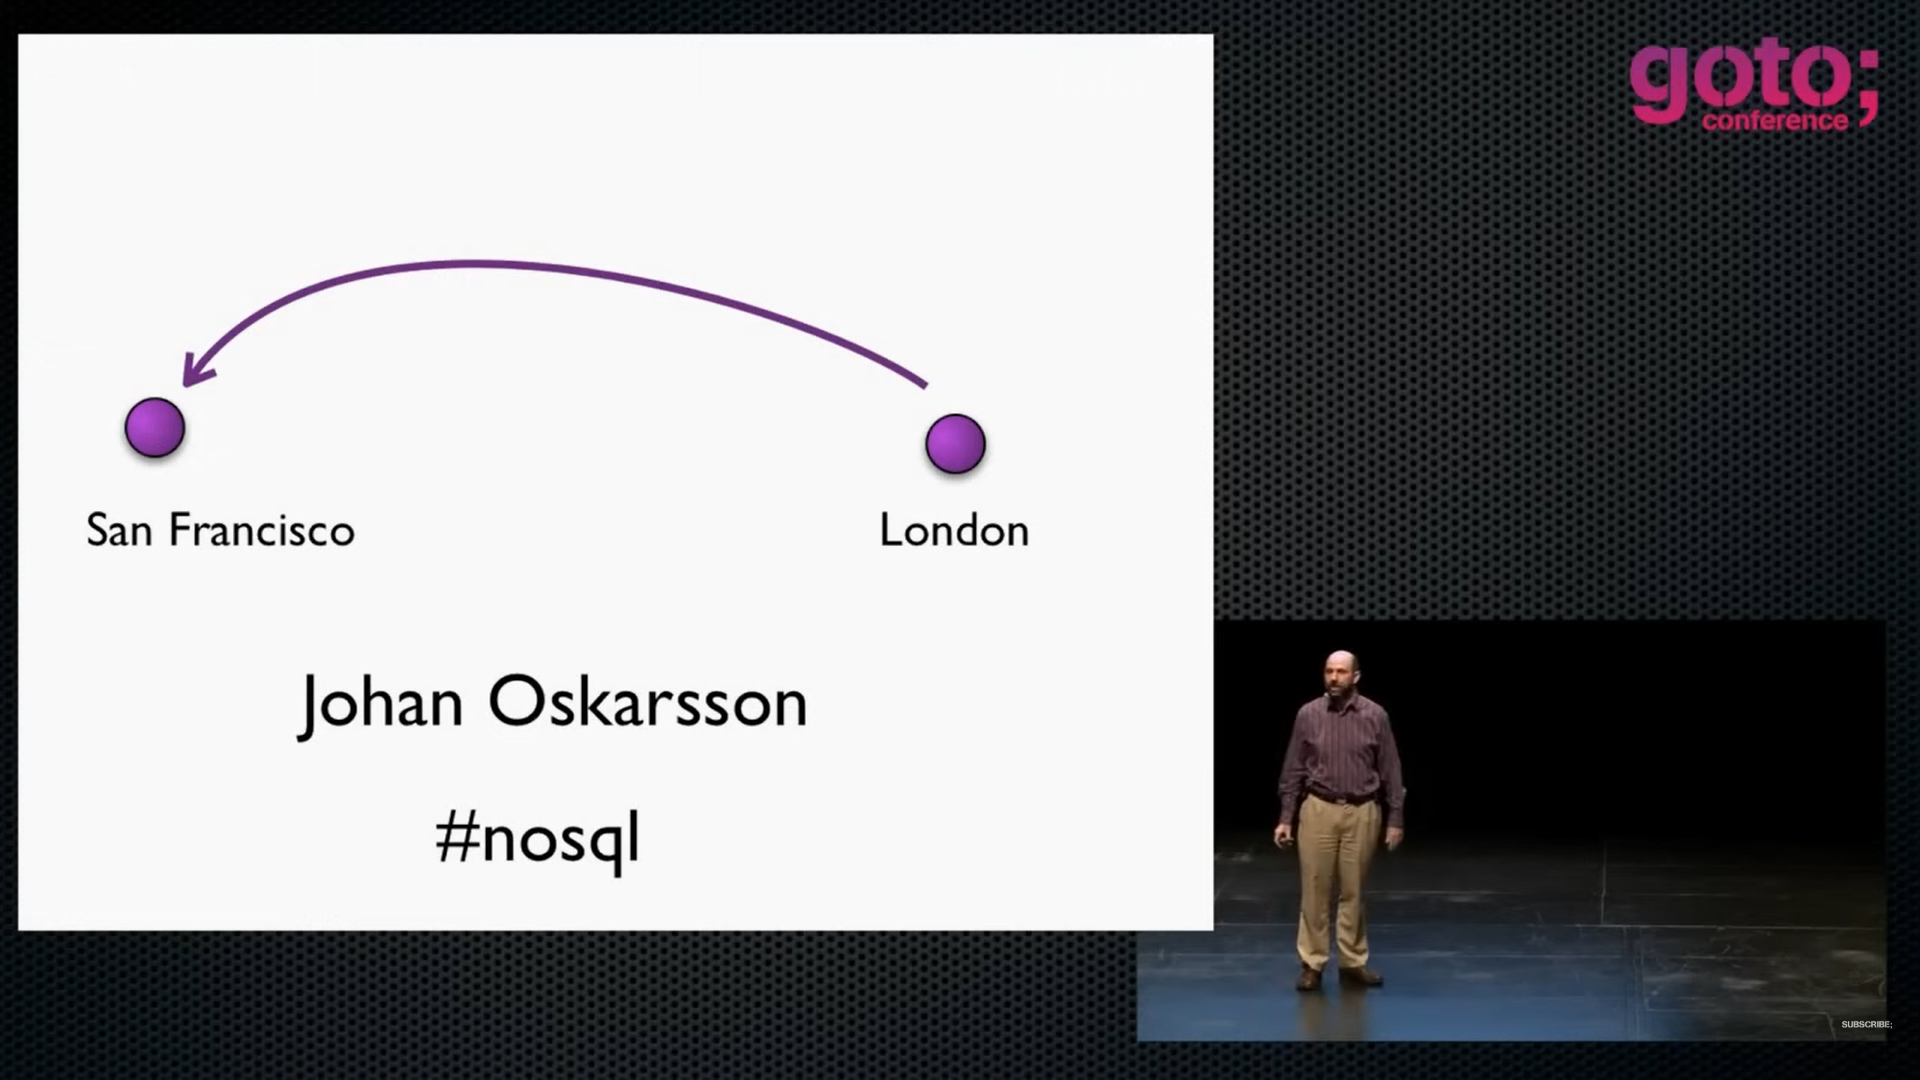 goto;
conference
San Francisco
London
Johan Oskarsson
#nosql
SUBSCRIBE;